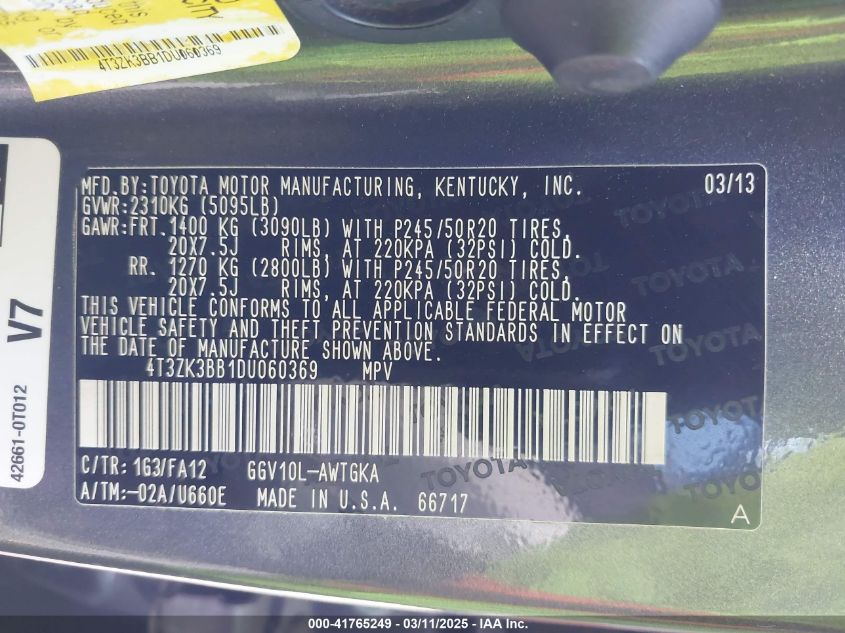 4T3ZK3BB1DU060369
MFD.BY:TOYOTA MOTOR MANUFACTURING, KENTUCKY, INC. 03/13
GVWR:2310KG (5095LB)
GAWR:FRT.1400 KG (3090LB) WITH P245/50R20 TIRES,
20X7.5J RIMS, AT 220KPA (32PSI) COLD.
RR. 1270 KG (2800LB) WITH P245/50R20 TIRES,
20X7.5J RIMS, AT 220KPA (32PSI) COLD.
THIS VEHICLE CONFORMS TO ALL APPLICABLE FEDERAL MOTOR
VEHICLE SAFETY AND THEFT PREVENTION STANDARDS IN EFFECT ON
THE DATE OF MANUFACTURE SHOWN ABOVE.
4T3ZK3BB1DU060369 MPV
C/TR: 1G3/FA12 GGV10L-AWTGKA
A/TM:-02A/U660E MADE IN U.S.A. 66717
A
V7
42661-0T012
TOYOTA
TOYOTA
TOYOTA
TOYOTA
000-41765249 - 03/11/2025 - IAA Inc.